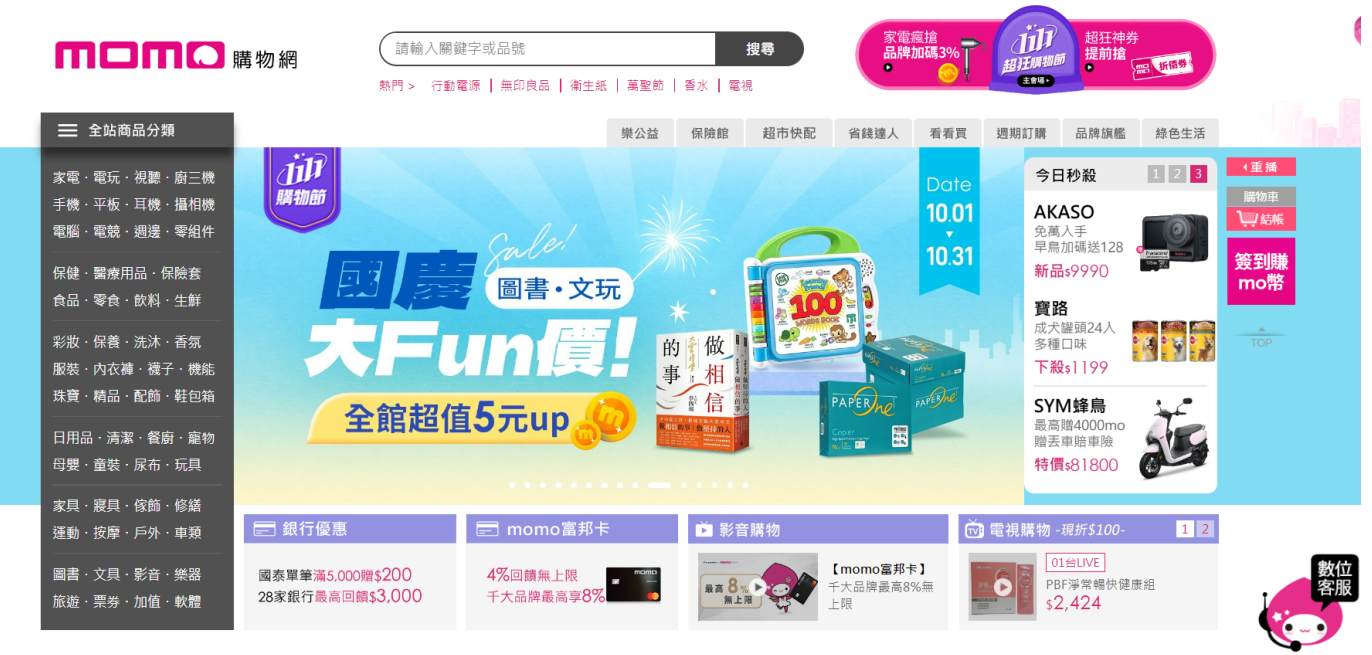 momo購物網
請輸入關鍵字或品號
搜尋
熱門 >
行動電源 | 無印良品 | 衛生紙 | 萬聖節 | 香水 | 電視
家電瘋搶
品牌加碼3%
超狂購物節
主會場
超狂神券
提前搶
折價券
全站商品分類
樂公益
保險館
超市快配
省錢達人
看看買
週期訂購
品牌旗艦
綠色生活
家電・電玩・視聽・廚三機
手機・平板・耳機・攝相機
電腦・電競・週邊・零組件
保健・醫療用品・保險套
食品・零食・飲料・生鮮
彩妝・保養・洗沐・香氛
服裝・內衣褲・襪子・機能
珠寶・精品・配飾・鞋包箱
日用品・清潔・餐廚・寵物
母嬰・童裝・尿布・玩具
家具・寢具・傢飾・修繕
運動・按摩・戶外・車類
圖書・文具・影音・樂器
旅遊・票券・加值・軟體
購物節
Sale!
國慶
圖書・文玩
大Fun價!
全館超值5元up
Date
10.01
10.31
做相信的事
100
WORDS BOOK
PAPER One
Copier
PAPER One
今日秒殺
1 2 3
AKASO
免萬入手
早鳥加碼送128
新品$9990
寶路
成犬罐頭24入
多種口味
下殺$1199
SYM蜂鳥
最高贈4000mo
贈丟車賠車險
特價$81800
重播
購物車
結帳
簽到賺
mo幣
TOP
銀行優惠
國泰單筆滿5,000贈$200
28家銀行最高回饋$3,000
momo富邦卡
4%回饋無上限
千大品牌最高享8%
momo
影音購物
最高8%
無上限
【momo富邦卡】
千大品牌最高8%無
上限
電視購物 -現折$100-
1 2
01台LIVE
PBF淨常暢快健康組
$2,424
數位
客服